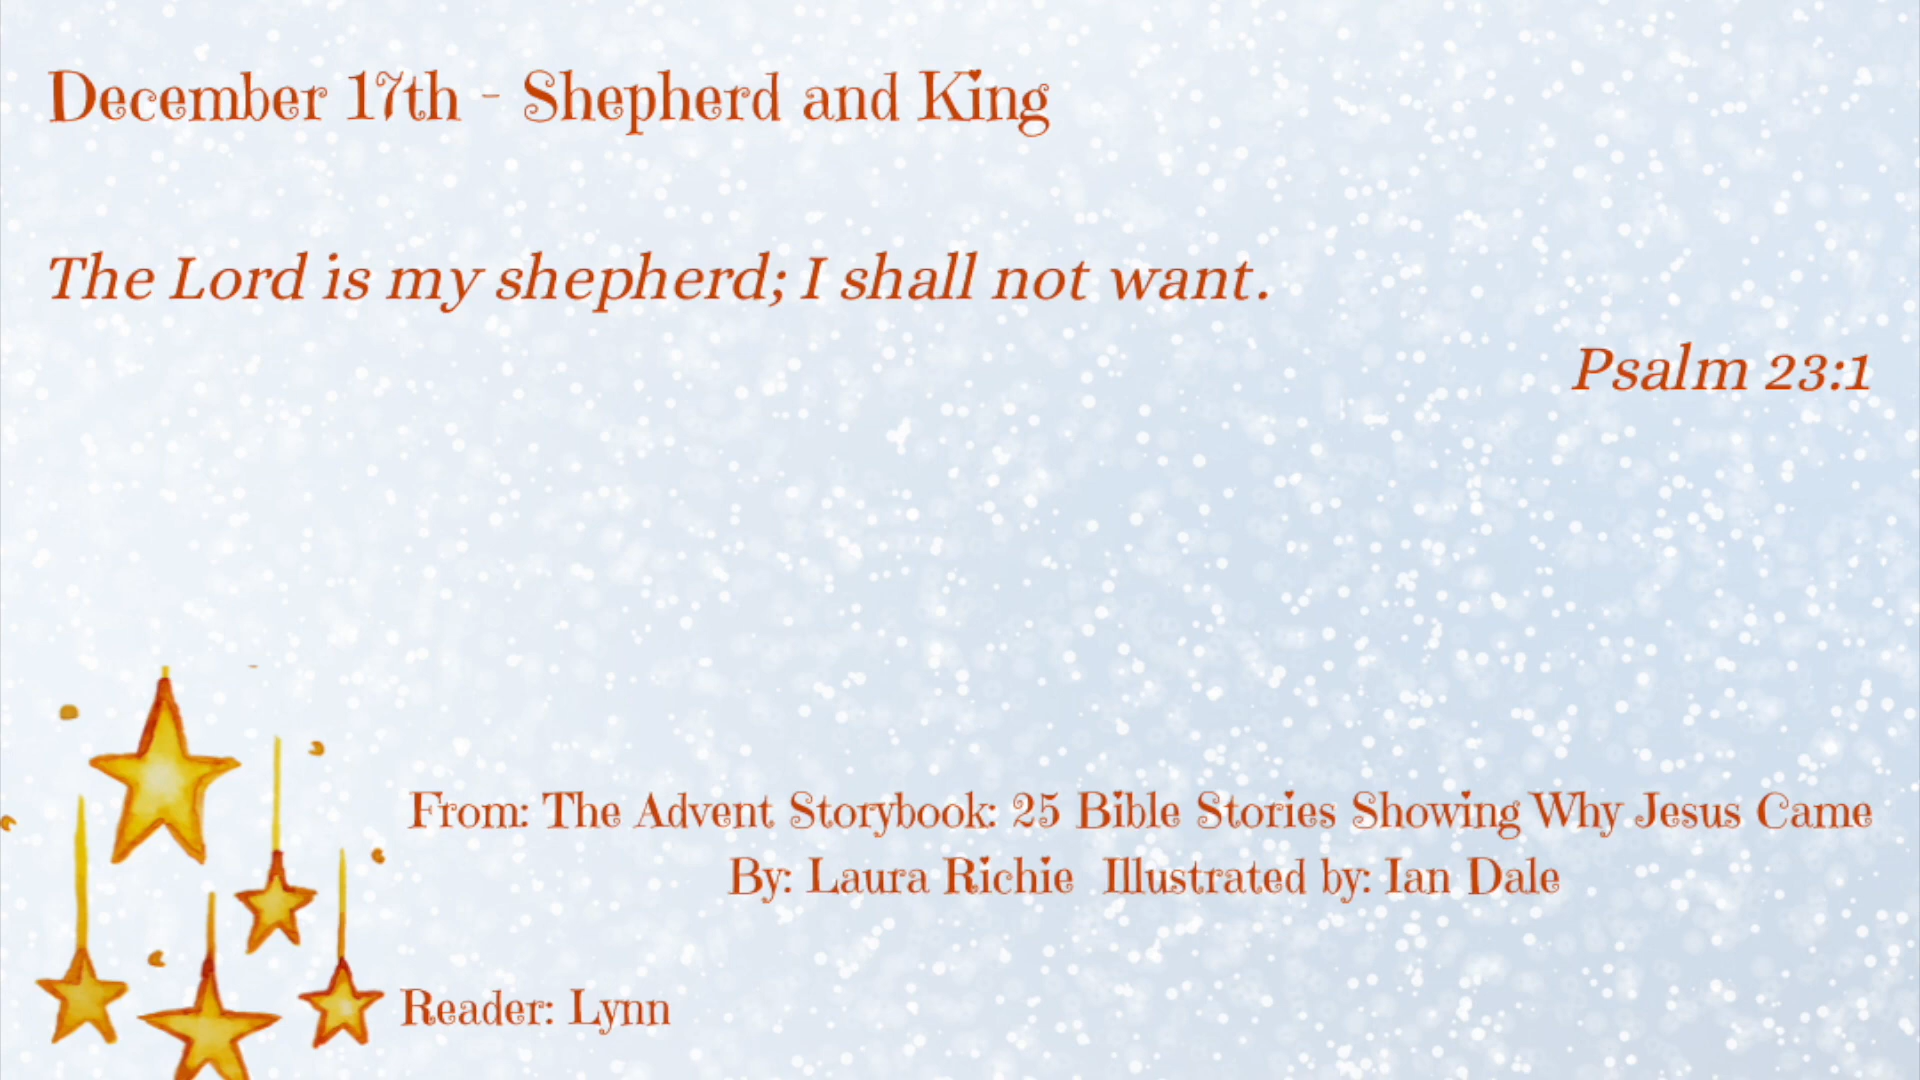 December 17th - Shepherd and King
The Lord is my shepherd; I shall not want.
Psalm 23:1
From: The Advent Storybook: 25 Bible Stories Showing Why Jesus Came
By: Laura Richie Illustrated by: Ian Dale
Reader: Lynn